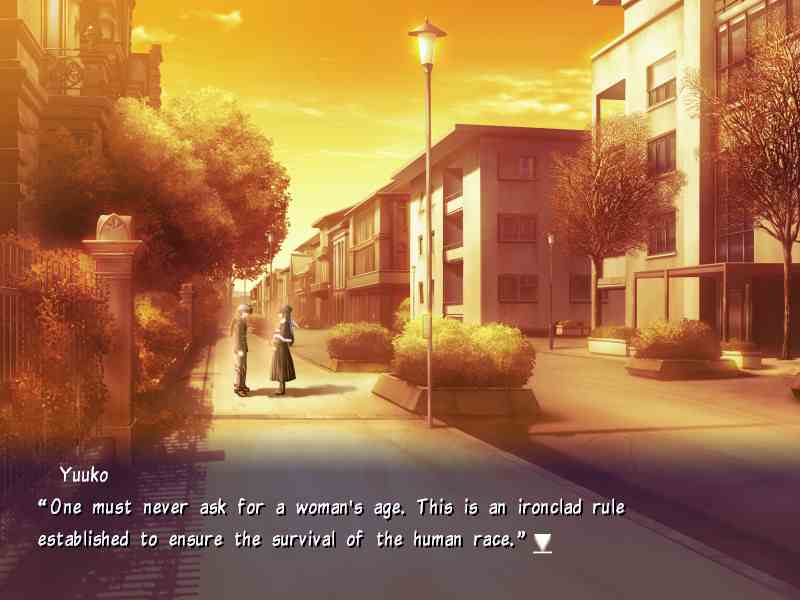 Yuuko
“One must never ask for a woman's age. This is an ironclad rule
established to ensure the survival of the human race.”